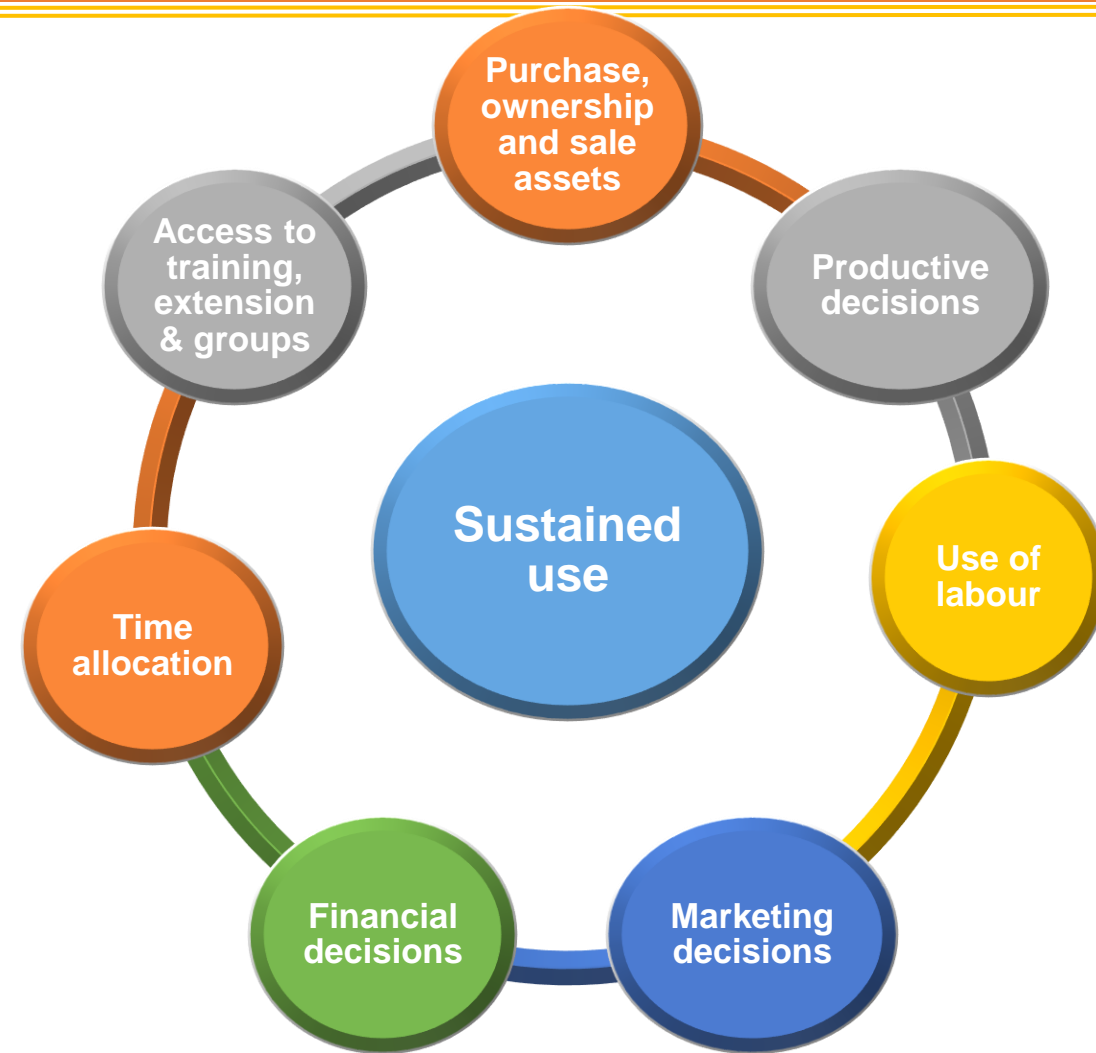 Purchase,
ownership
and sale
assets
Access to
training,
extension
& groups
Productive
decisions
Sustained
use
Use of
labour
Time
allocation
Financial
decisions
Marketing
decisions